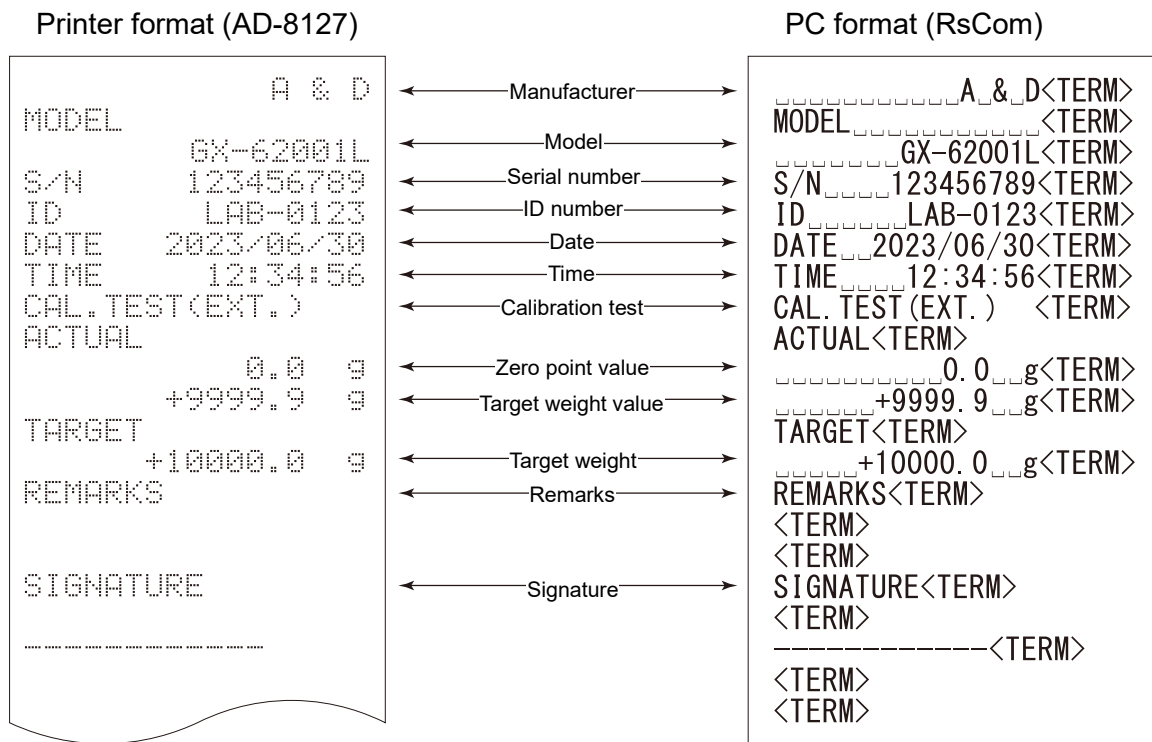 Printer format (AD-8127)
A & D
MODEL
GX-62001L
S/N 123456789
ID LAB-0123
DATE 2023/06/30
TIME 12:34:56
CAL.TEST(EXT.)
ACTUAL
0.0 g
+9999.9 g
TARGET
+10000.0 g
REMARKS
SIGNATURE
------------
Manufacturer
Model
Serial number
ID number
Date
Time
Calibration test
Zero point value
Target weight value
Target weight
Remarks
Signature
PC format (RsCom)
␣␣␣␣␣␣␣␣␣␣␣A␣&␣D<TERM>
MODEL␣␣␣␣␣␣␣␣␣␣␣<TERM>
␣␣␣␣␣␣␣GX-62001L<TERM>
S/N␣␣␣␣123456789<TERM>
ID␣␣␣␣␣␣LAB-0123<TERM>
DATE␣␣2023/06/30<TERM>
TIME␣␣␣␣12:34:56<TERM>
CAL.TEST(EXT.) <TERM>
ACTUAL<TERM>
␣␣␣␣␣␣␣␣␣␣0.0␣␣g<TERM>
␣␣␣␣␣␣+9999.9␣␣g<TERM>
TARGET<TERM>
␣␣␣␣␣+10000.0␣␣g<TERM>
REMARKS<TERM>
<TERM>
<TERM>
SIGNATURE<TERM>
<TERM>
-------------<TERM>
<TERM>
<TERM>